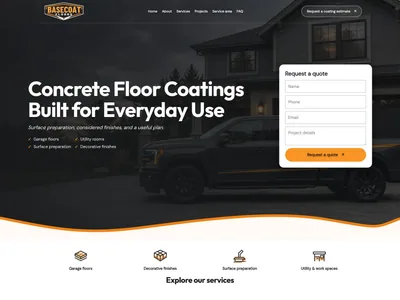 BASECOAT
FLOORS
Home
About
Services
Projects
Service area
FAQ
Request a coating estimate
Concrete Floor Coatings
Built for Everyday Use
Surface preparation, considered finishes, and a useful plan.
Garage floors
Utility rooms
Surface preparation
Decorative finishes
Request a quote
Name
Phone
Email
Project details
Request a quote
Garage floors
Decorative finishes
Surface preparation
Utility & work spaces
Explore our services